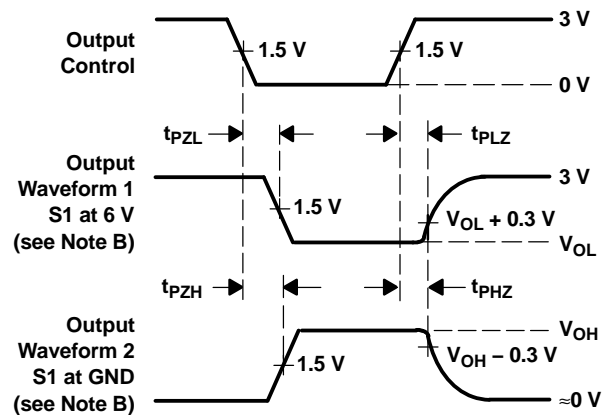 Output
Control
1.5 V
1.5 V
3 V
0 V
tPZL
tPLZ
Output
Waveform 1
S1 at 6 V
(see Note B)
1.5 V
3 V
VOL + 0.3 V
VOL
tPZH
tPHZ
Output
Waveform 2
S1 at GND
(see Note B)
1.5 V
VOH
VOH − 0.3 V
≈0 V